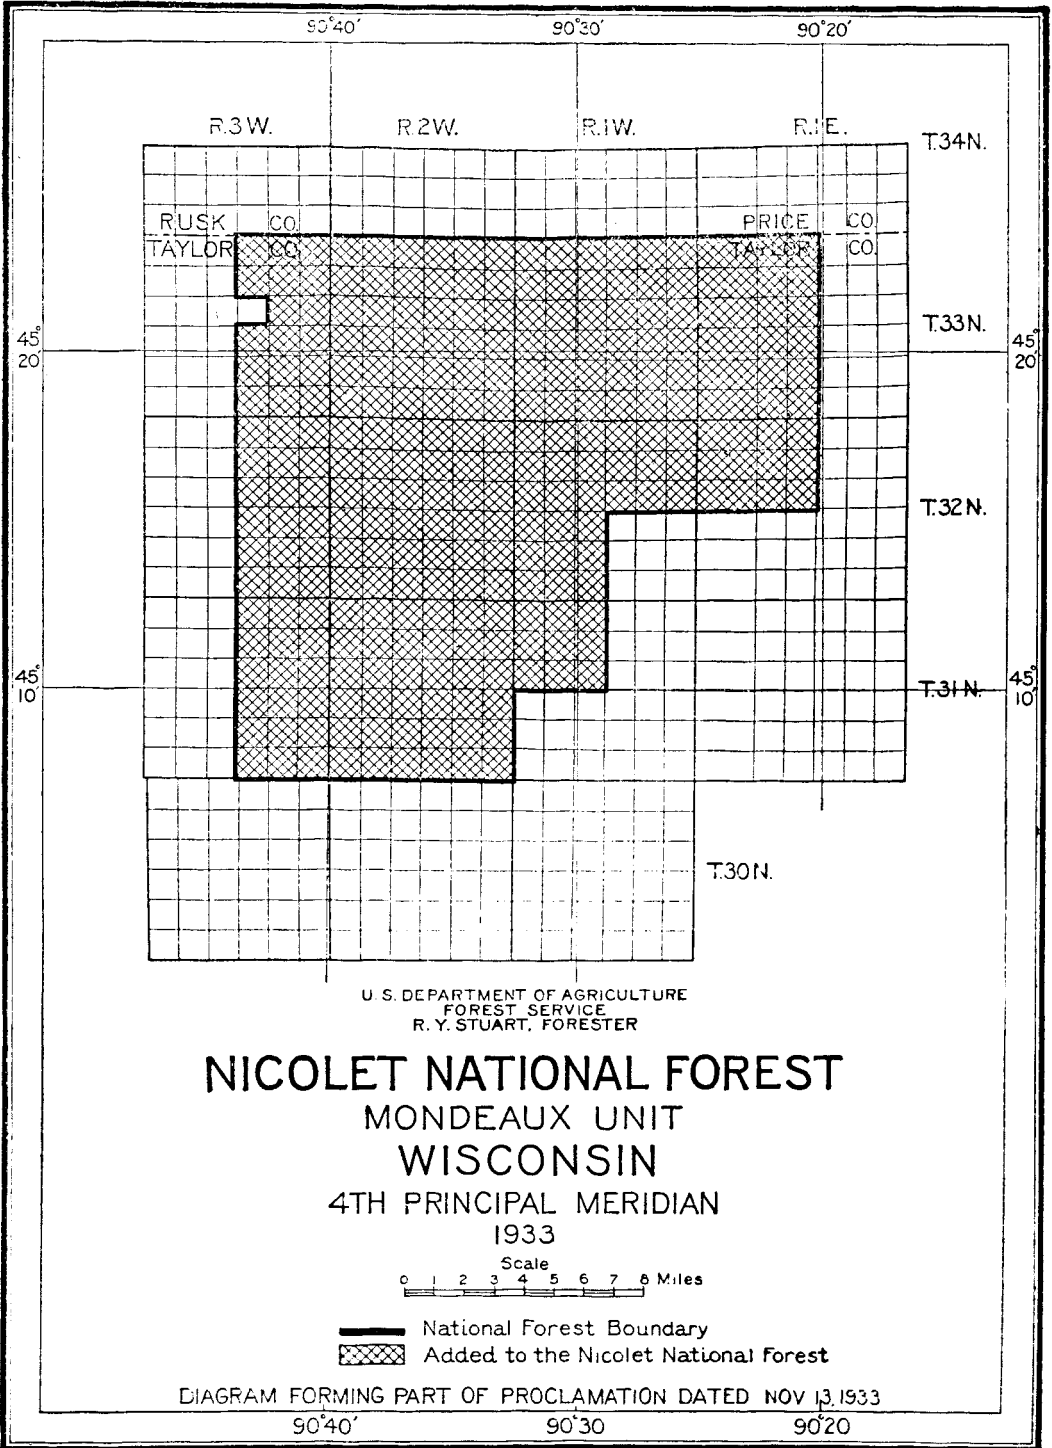 90°40′ 90°30′ 90°20′
R.3W. R.2W. R.1W. R.1E.
T.34N.
RUSK CO. PRICE CO.
TAYLOR CO. TAYLOR CO.
T.33N.
45° 20′ 45° 20′
T.32N.
45° 10′ T.31N. 45° 10′
T.30N.
U.S. DEPARTMENT OF AGRICULTURE
FOREST SERVICE
R.Y. STUART, FORESTER
NICOLET NATIONAL FOREST
MONDEAUX UNIT
WISCONSIN
4TH PRINCIPAL MERIDIAN
1933
Scale
0 1 2 3 4 5 6 7 8 Miles
National Forest Boundary
Added to the Nicolet National Forest
DIAGRAM FORMING PART OF PROCLAMATION DATED NOV 13, 1933
90°40′ 90°30′ 90°20′